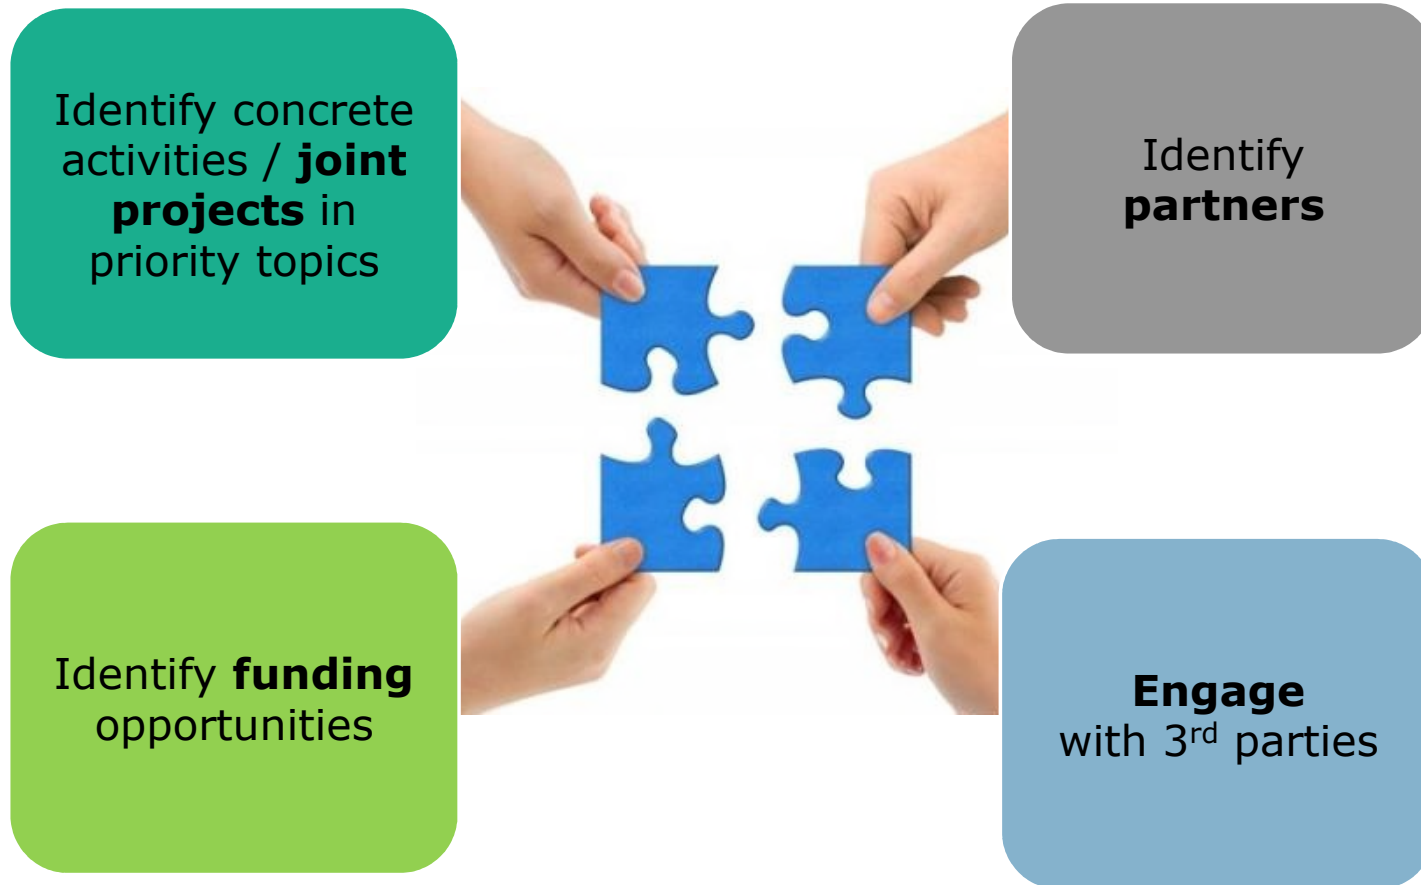 Identify concrete
activities / joint
projects in
priority topics
Identify
partners
Identify funding
opportunities
Engage
with 3rd parties